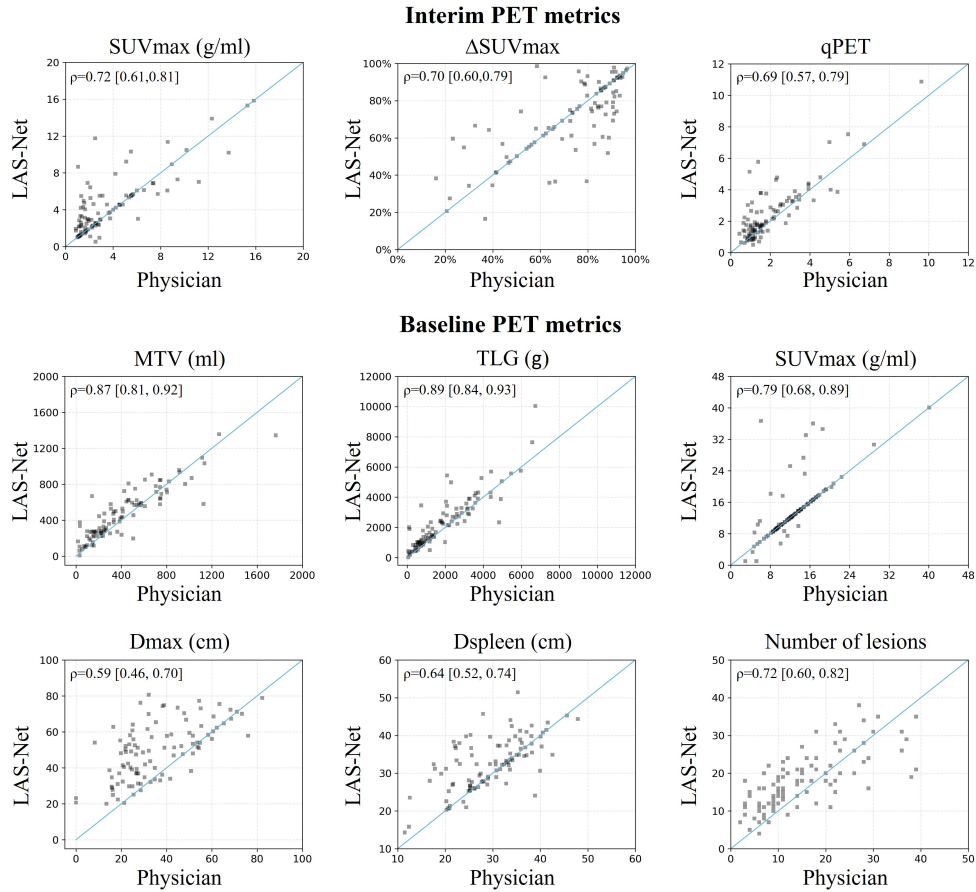 Interim PET metrics
SUVmax (g/ml)
ρ=0.72 [0.61,0.81]
LAS-Net
20
16
12
8
4
0
0 4 8 12 16 20
Physician
ΔSUVmax
ρ=0.70 [0.60,0.79]
LAS-Net
100%
80%
60%
40%
20%
0%
0% 20% 40% 60% 80% 100%
Physician
qPET
ρ=0.69 [0.57, 0.79]
LAS-Net
12
10
8
6
4
2
0
0 2 4 6 8 10 12
Physician
Baseline PET metrics
MTV (ml)
ρ=0.87 [0.81, 0.92]
LAS-Net
2000
1600
1200
800
400
0
0 400 800 1200 1600 2000
Physician
TLG (g)
ρ=0.89 [0.84, 0.93]
LAS-Net
12000
10000
8000
6000
4000
2000
0
0 2000 4000 6000 8000 10000 12000
Physician
SUVmax (g/ml)
ρ=0.79 [0.68, 0.89]
LAS-Net
48
40
32
24
16
8
0
0 8 16 24 32 40 48
Physician
Dmax (cm)
ρ=0.59 [0.46, 0.70]
LAS-Net
100
80
60
40
20
0
0 20 40 60 80 100
Physician
Dspleen (cm)
ρ=0.64 [0.52, 0.74]
LAS-Net
60
50
40
30
20
10
10 20 30 40 50 60
Physician
Number of lesions
ρ=0.72 [0.60, 0.82]
LAS-Net
50
40
30
20
10
0
0 10 20 30 40 50
Physician